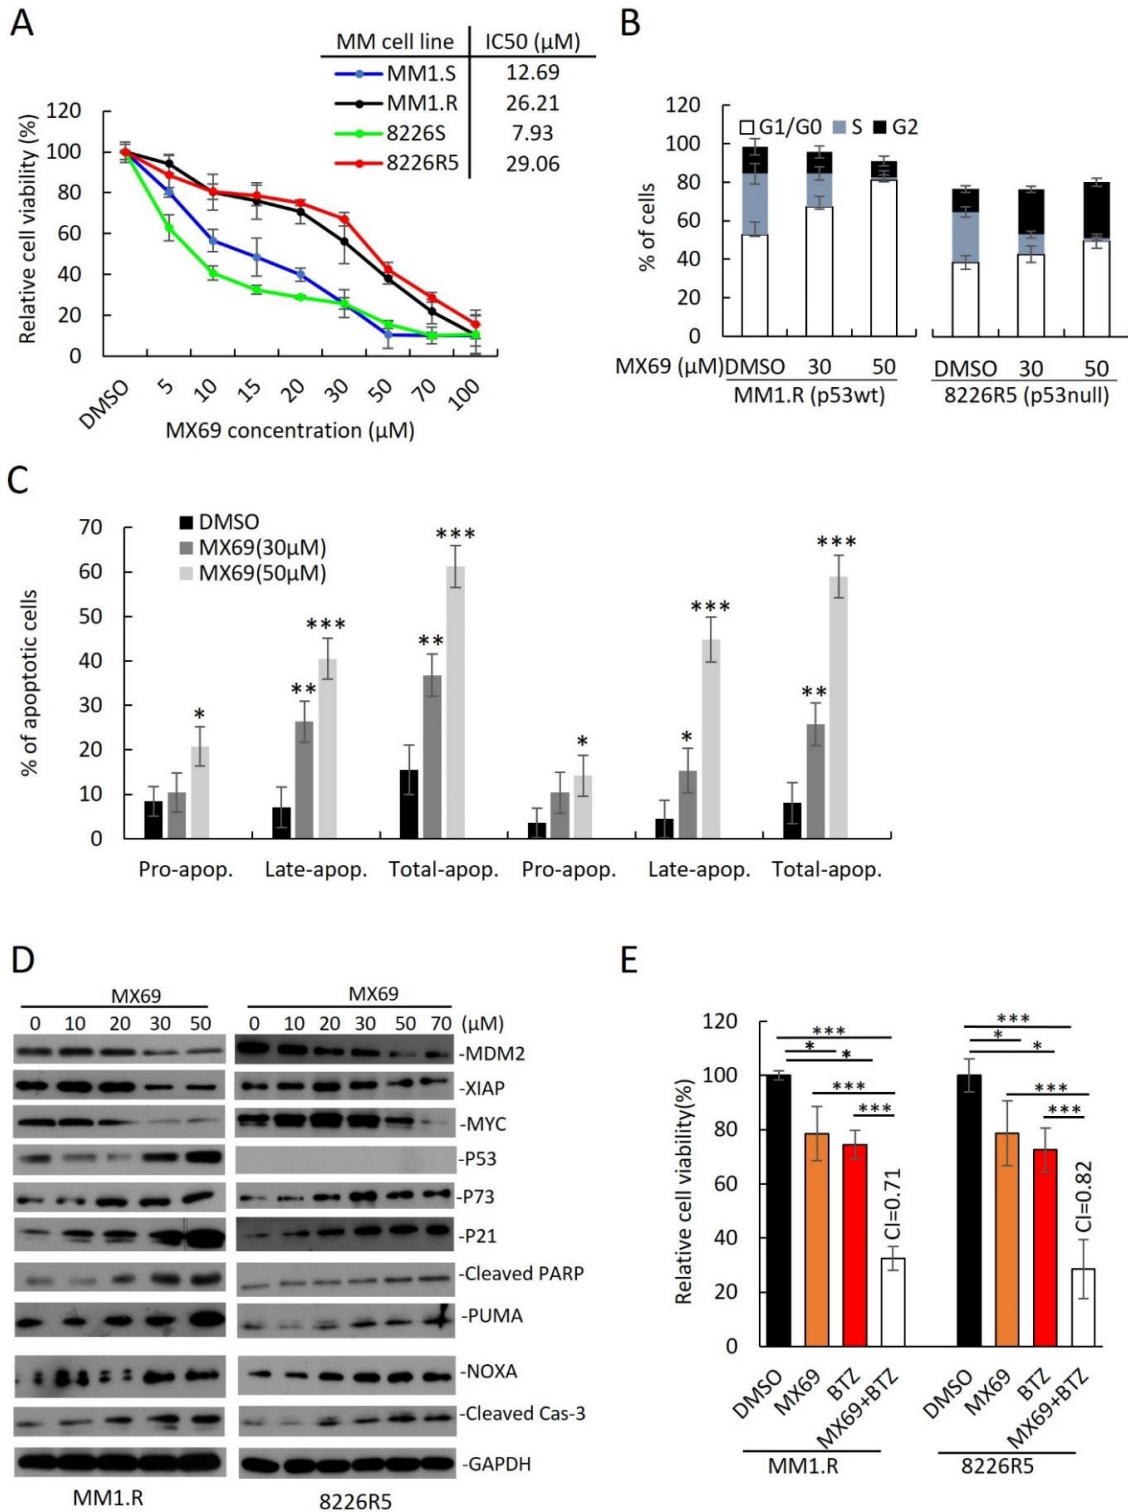 A
MM cell line IC50 (μM)
MM1.S 12.69
MM1.R 26.21
8226S 7.93
8226R5 29.06
Relative cell viability (%)
120
100
80
60
40
20
0
DMSO 5 10 15 20 30 50 70 100
MX69 concentration (μM)
B
% of cells
120
100
80
60
40
20
0
G1/G0 S G2
MX69 (μM) DMSO 30 50 DMSO 30 50
MM1.R (p53wt) 8226R5 (p53null)
C
% of apoptotic cells
70
60
50
40
30
20
10
0
DMSO
MX69(30μM)
MX69(50μM)
* ** *** ** *** * * *** ** ***
Pro-apop. Late-apop. Total-apop. Pro-apop. Late-apop. Total-apop.
D
MX69 MX69
0 10 20 30 50 0 10 20 30 50 70 (μM)
-MDM2
-XIAP
-MYC
-P53
-P73
-P21
-Cleaved PARP
-PUMA
-NOXA
-Cleaved Cas-3
-GAPDH
MM1.R 8226R5
E
Relative cell viability(%)
120
100
80
60
40
20
0
*** ***
* *
* *
*** ***
*** ***
CI=0.71 CI=0.82
DMSO MX69 BTZ MX69+BTZ DMSO MX69 BTZ MX69+BTZ
MM1.R 8226R5